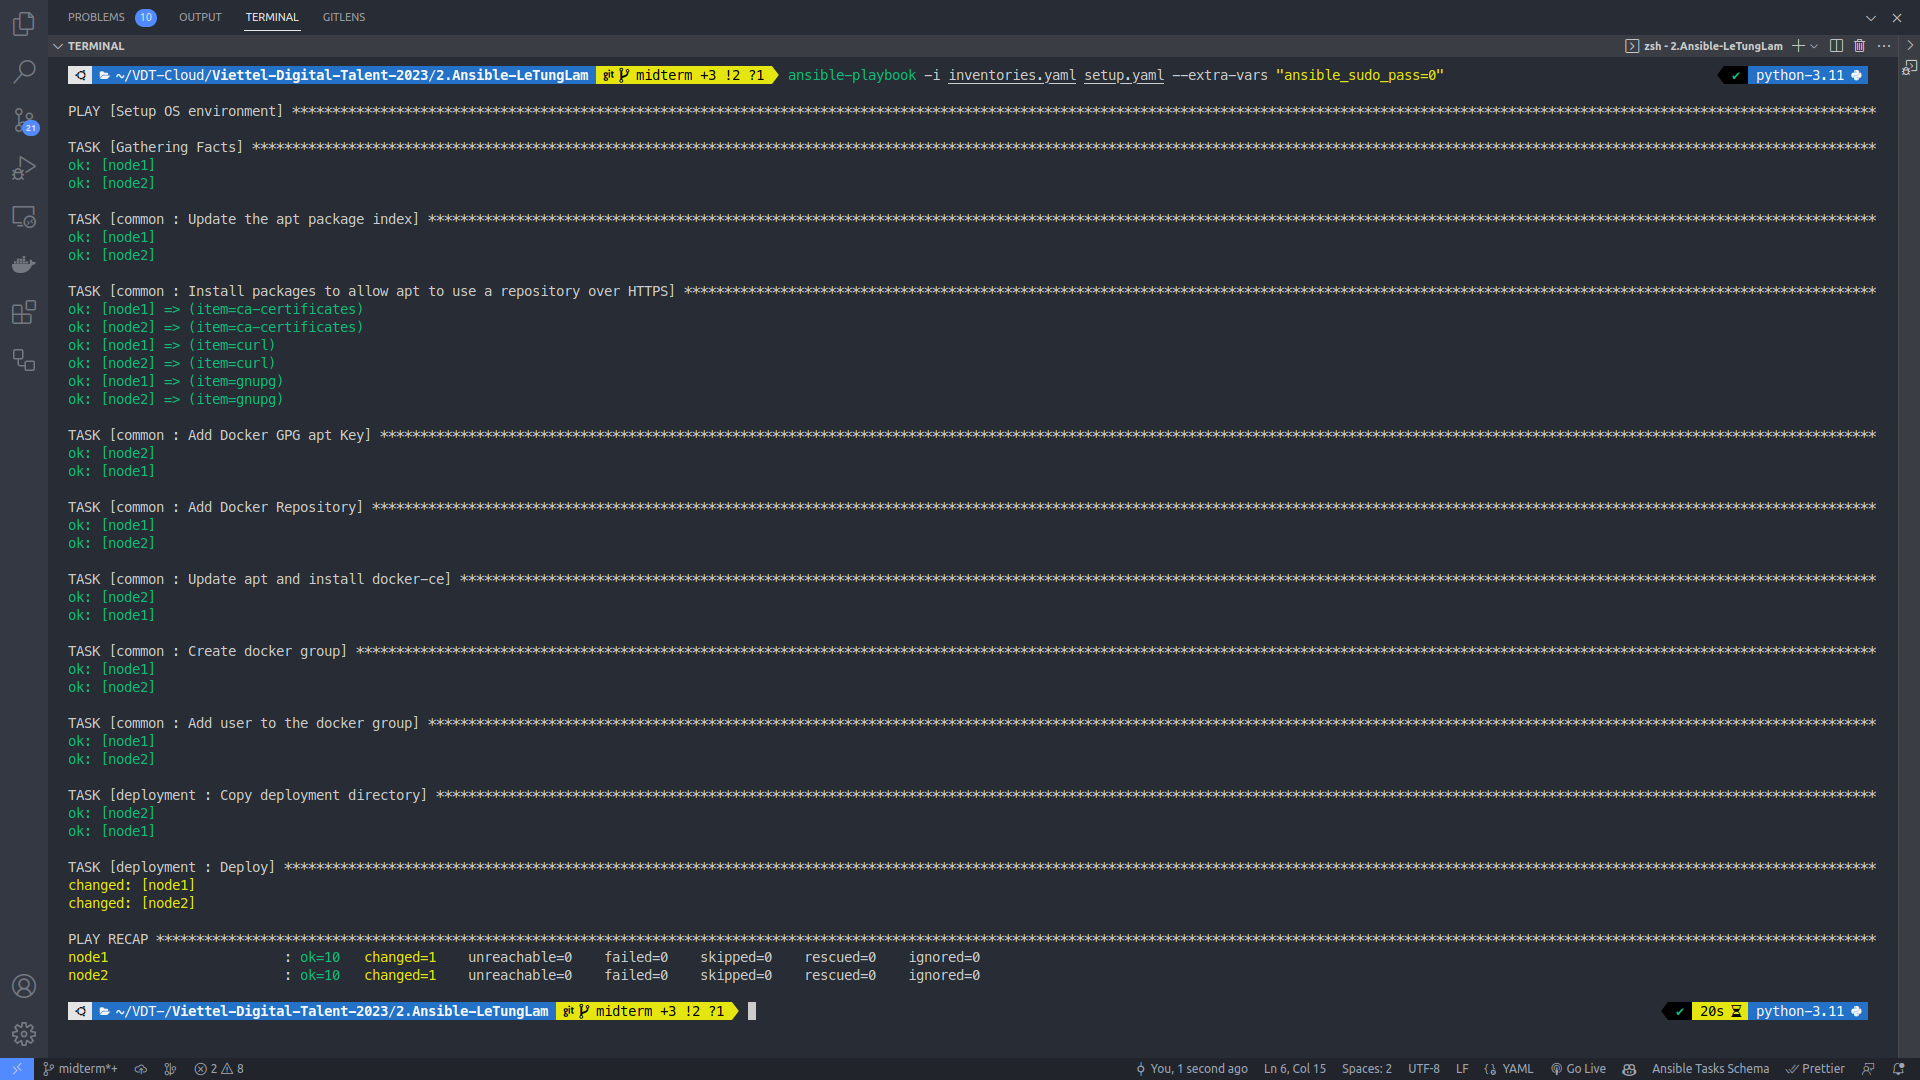 PROBLEMS 10 OUTPUT TERMINAL GITLENS
TERMINAL
zsh - 2.Ansible-LeTungLam
~/VDT-Cloud/Viettel-Digital-Talent-2023/2.Ansible-LeTungLam git midterm +3 !2 ?1 ansible-playbook -i inventories.yaml setup.yaml --extra-vars "ansible_sudo_pass=0" ✔ python-3.11
PLAY [Setup OS environment] ****
TASK [Gathering Facts] ****
ok: [node1]
ok: [node2]
TASK [common : Update the apt package index] ****
ok: [node1]
ok: [node2]
TASK [common : Install packages to allow apt to use a repository over HTTPS] ****
ok: [node1] => (item=ca-certificates)
ok: [node2] => (item=ca-certificates)
ok: [node1] => (item=curl)
ok: [node2] => (item=curl)
ok: [node1] => (item=gnupg)
ok: [node2] => (item=gnupg)
TASK [common : Add Docker GPG apt Key] ****
ok: [node2]
ok: [node1]
TASK [common : Add Docker Repository] ****
ok: [node1]
ok: [node2]
TASK [common : Update apt and install docker-ce] ****
ok: [node2]
ok: [node1]
TASK [common : Create docker group] ****
ok: [node1]
ok: [node2]
TASK [common : Add user to the docker group] ****
ok: [node1]
ok: [node2]
TASK [deployment : Copy deployment directory] ****
ok: [node2]
ok: [node1]
TASK [deployment : Deploy] ****
changed: [node1]
changed: [node2]
PLAY RECAP ****
node1 : ok=10 changed=1 unreachable=0 failed=0 skipped=0 rescued=0 ignored=0
node2 : ok=10 changed=1 unreachable=0 failed=0 skipped=0 rescued=0 ignored=0
~/VDT-/Viettel-Digital-Talent-2023/2.Ansible-LeTungLam git midterm +3 !2 ?1 ✔ 20s python-3.11
21
midterm*+ 2 8 You, 1 second ago Ln 6, Col 15 Spaces: 2 UTF-8 LF YAML Go Live Ansible Tasks Schema Prettier